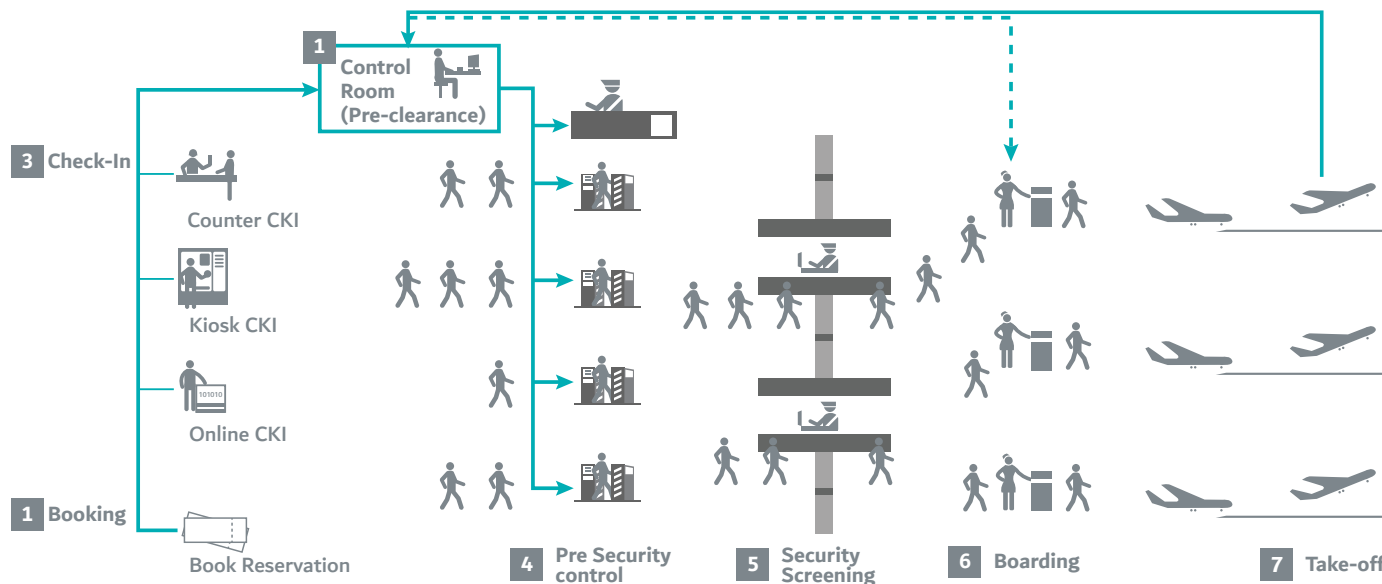 1
Control
Room
(Pre-clearance)
3 Check-In
Counter CKI
Kiosk CKI
101010
Online CKI
1 Booking
Book Reservation
4 Pre Security
control
5 Security
Screening
6 Boarding
7 Take-off